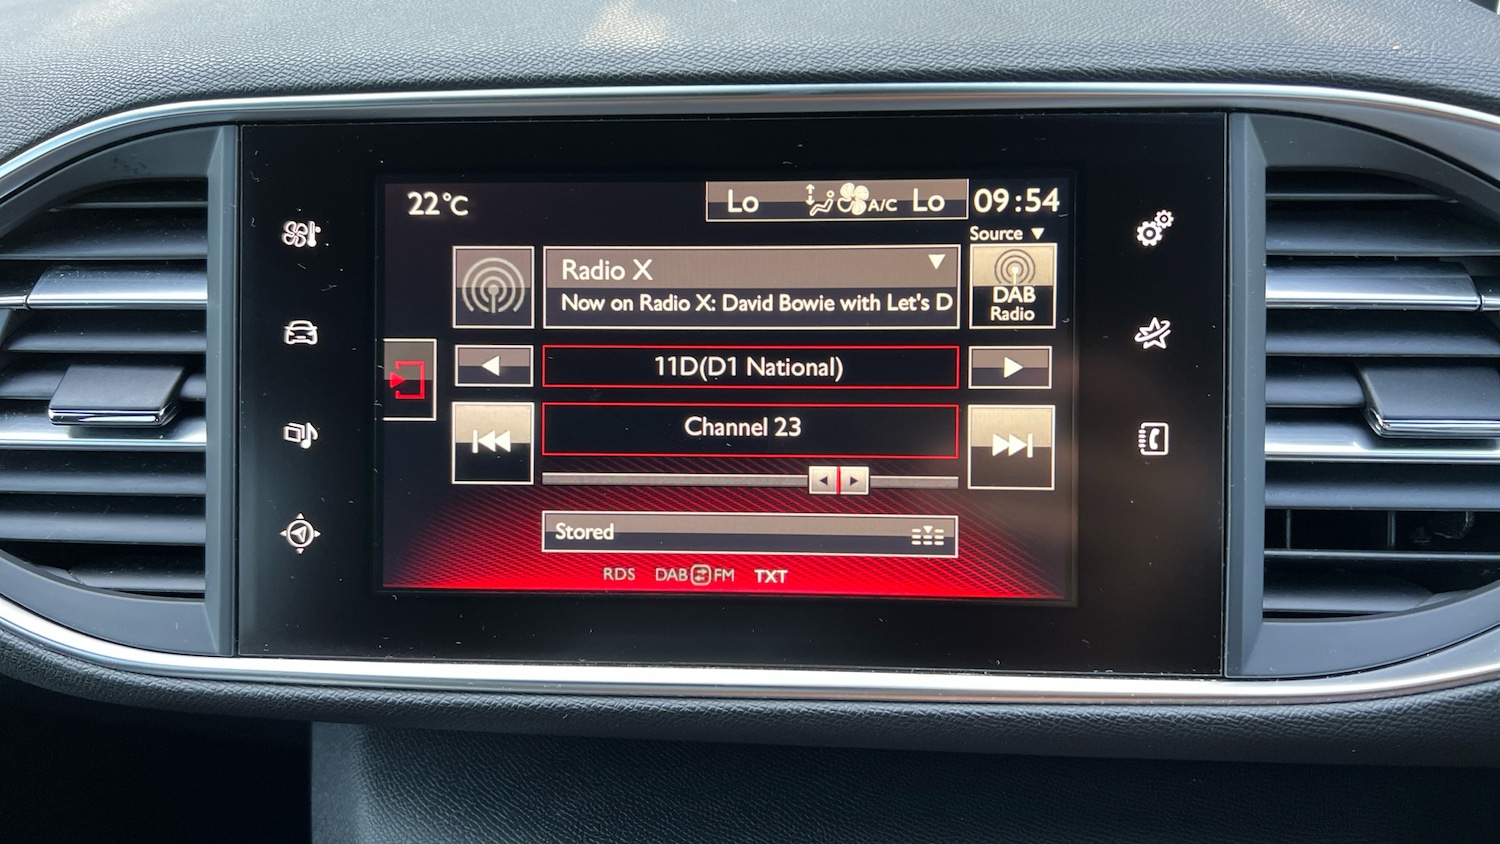 22°C
Lo A/C Lo 09:54
Source
Radio X
Now on Radio X: David Bowie with Let's D
DAB
Radio
11D(D1 National)
Channel 23
Stored
RDS DAB FM TXT